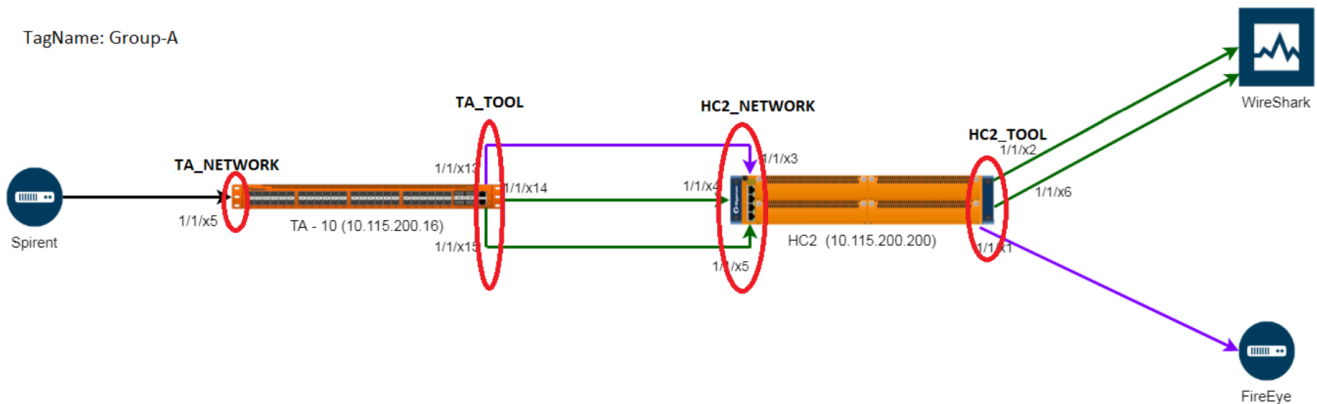 TagName: Group-A
WireShark
TA_TOOL
HC2_NETWORK
HC2_TOOL
1/1/x2
TA_NETWORK
1/1/x13
1/1/x3
1/1/x14
1/1/x4
1/1/x6
1/1/x5
TA - 10 (10.115.200.16)
HC2 (10.115.200.200)
Spirent
1/1/x15
1/1/x1
1/1/x5
FireEye